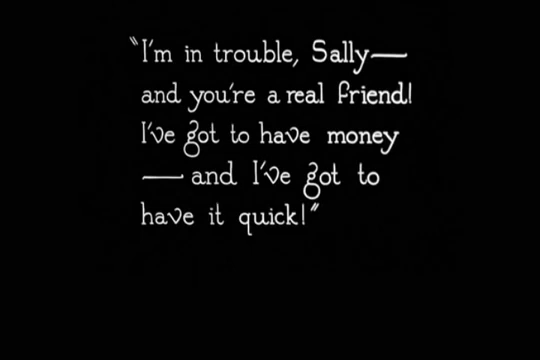 "I'm in trouble, Sally—
and you're a real friend!
I've got to have money
— and I've got to
have it quick!"